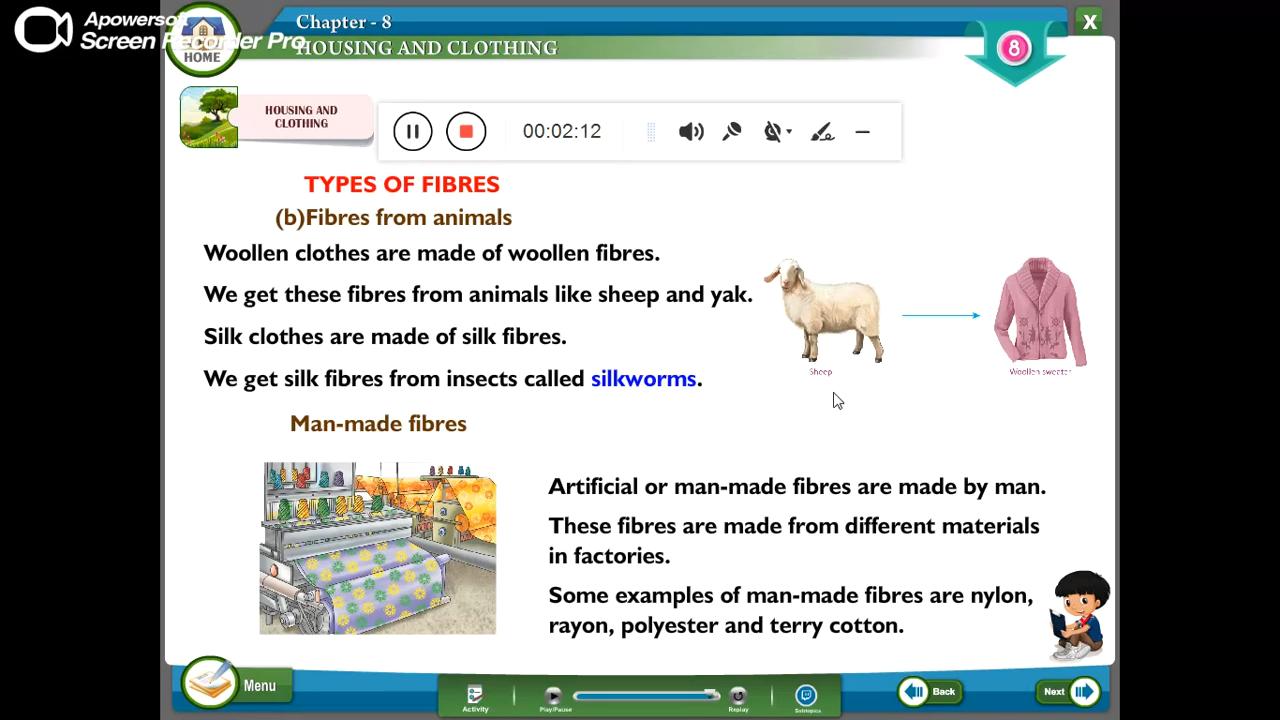 Apowersoft
Screen Recorder Pro
Chapter - 8
HOUSING AND CLOTHING
HOME
8
X
HOUSING AND
CLOTHING
00:02:12
TYPES OF FIBRES
(b)Fibres from animals
Woollen clothes are made of woollen fibres.
We get these fibres from animals like sheep and yak.
Silk clothes are made of silk fibres.
We get silk fibres from insects called silkworms.
Sheep
Woollen sweater
Man-made fibres
Artificial or man-made fibres are made by man.
These fibres are made from different materials
in factories.
Some examples of man-made fibres are nylon,
rayon, polyester and terry cotton.
Menu
Activity
Play/Pause
Replay
Subtopics
Back
Next